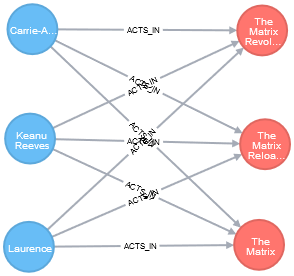 Carrie-A...
ACTS_IN
The
Matrix
Revol...
ACTS_IN
ACTS_IN
Keanu
Reeves
ACTS_IN
ACTS_IN
ACTS_IN
The
Matrix
Reloa...
ACTS_IN
ACTS_IN
Laurence
ACTS_IN
The
Matrix